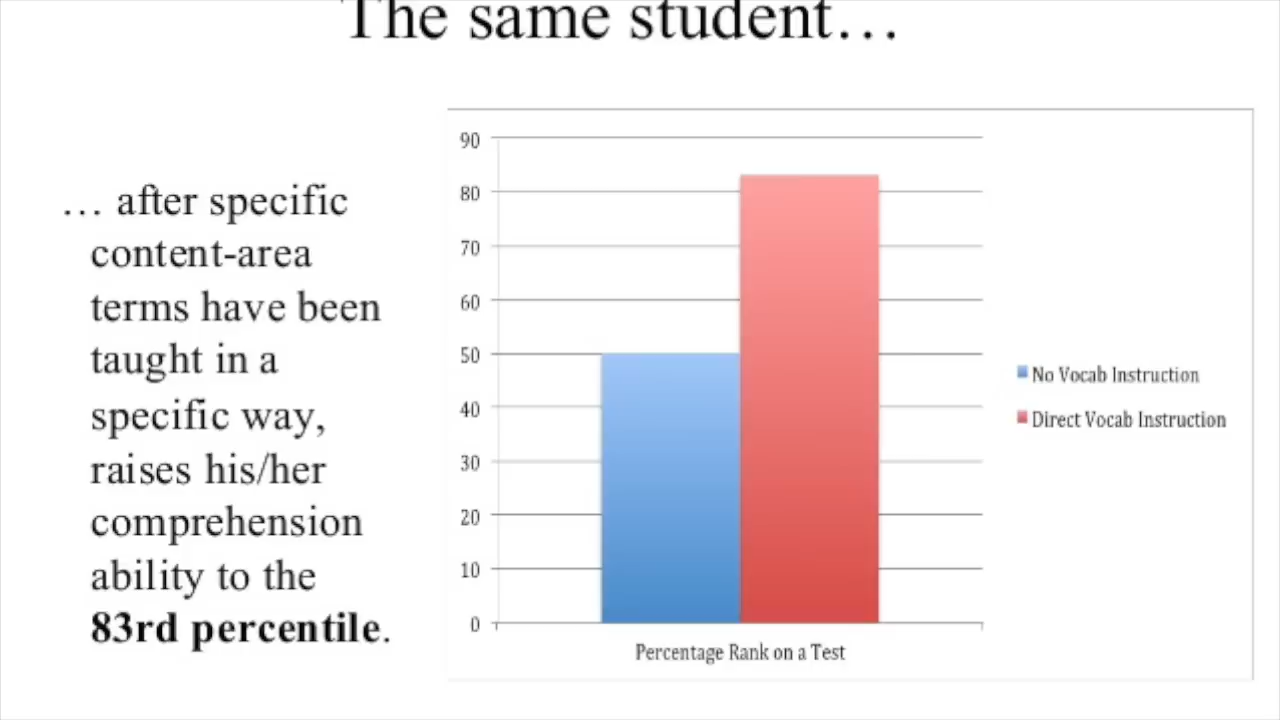 The same student…
… after specific
content-area
terms have been
taught in a
specific way,
raises his/her
comprehension
ability to the
83rd percentile.
90
80
70
60
50
40
30
20
10
0
Percentage Rank on a Test
No Vocab Instruction
Direct Vocab Instruction